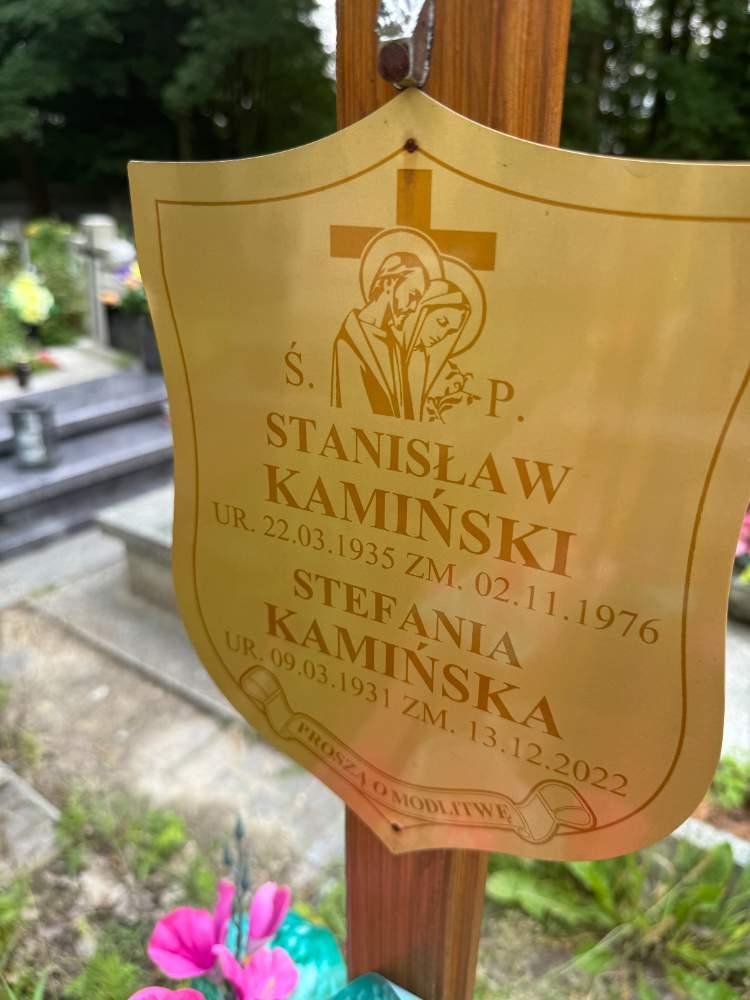 Ś. P.
STANISŁAW
KAMIŃSKI
UR. 22.03.1935 ZM. 02.11.1976
STEFANIA
KAMIŃSKA
UR. 09.03.1931 ZM. 13.12.2022
PROSZĄ O MODLITWĘ